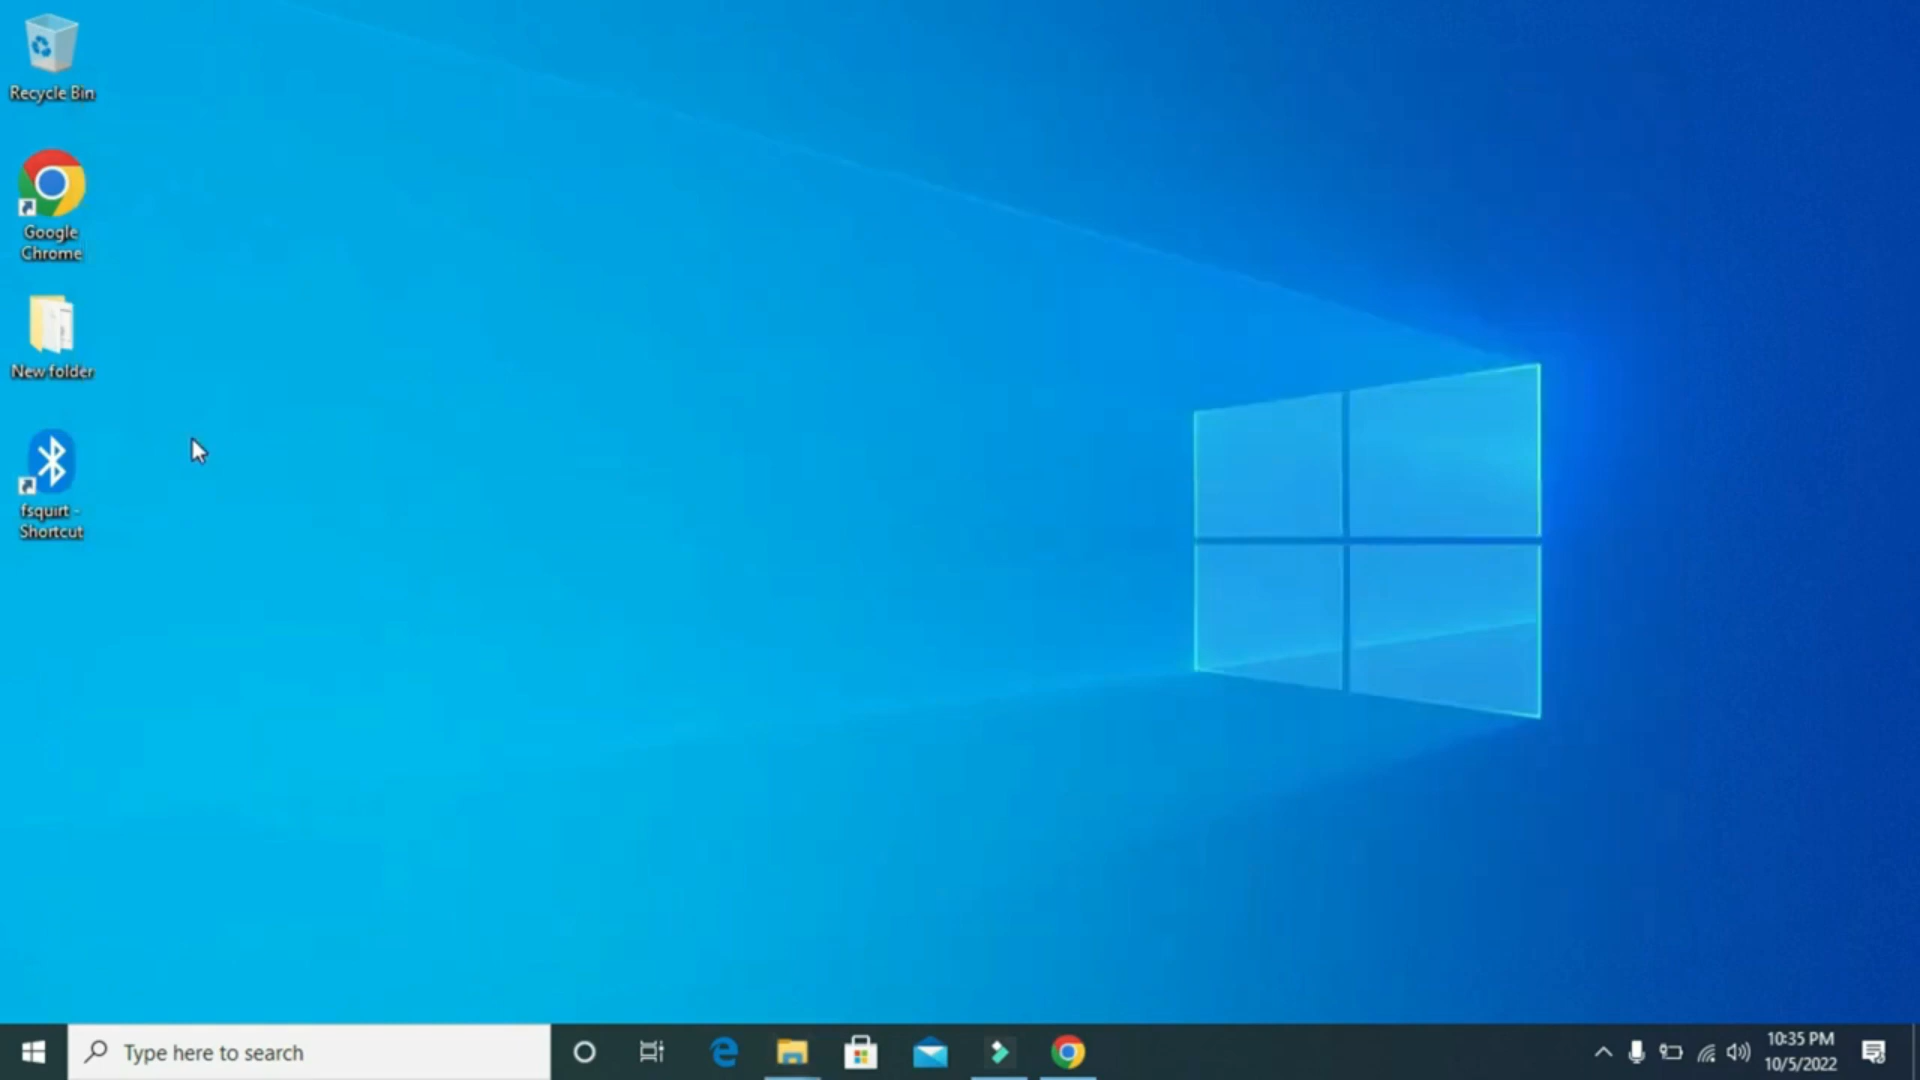 Recycle Bin
Google
Chrome
New folder
fsquirt -
Shortcut
Type here to search
10:35 PM
10/5/2022